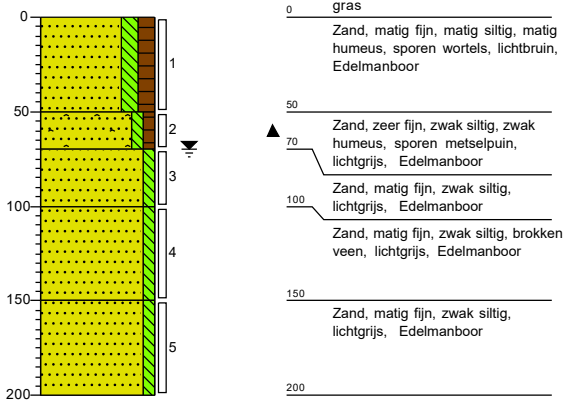 0
50
100
150
200
1
2
3
4
5
0
gras
Zand, matig fijn, matig siltig, matig
humeus, sporen wortels, lichtbruin,
Edelmanboor
50
Zand, zeer fijn, zwak siltig, zwak
humeus, sporen metselpuin,
lichtgrijs, Edelmanboor
70
Zand, matig fijn, zwak siltig,
lichtgrijs, Edelmanboor
100
Zand, matig fijn, zwak siltig, brokken
veen, lichtgrijs, Edelmanboor
150
Zand, matig fijn, zwak siltig,
lichtgrijs, Edelmanboor
200